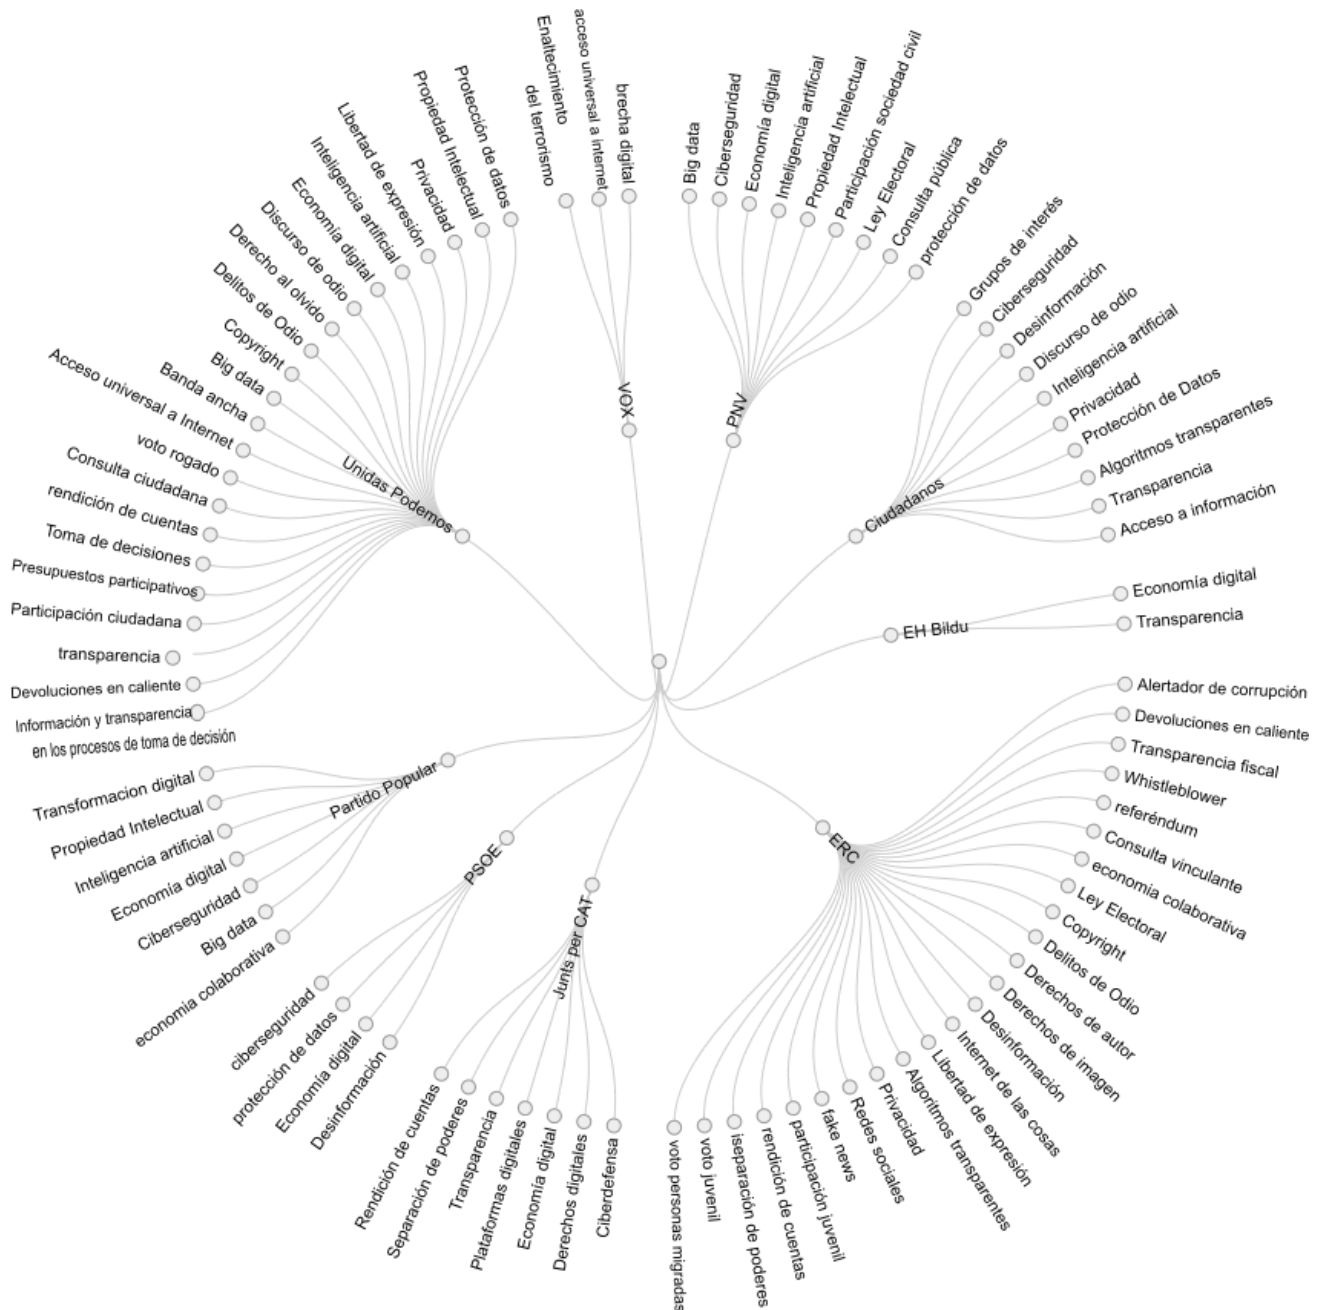 VOX
Enaltecimiento
del terrorismo
acceso universal a internet
brecha digital
PNV
Big data
Ciberseguridad
Economía digital
Inteligencia artificial
Propiedad Intelectual
Participación sociedad civil
Ley Electoral
Consulta pública
protección de datos
Ciudadanos
Grupos de interés
Ciberseguridad
Desinformación
Discurso de odio
Inteligencia artificial
Privacidad
Protección de Datos
Algoritmos transparentes
Transparencia
Acceso a información
EH Bildu
Economía digital
Transparencia
ERC
Alertador de corrupción
Devoluciones en caliente
Transparencia fiscal
Whistleblower
referéndum
Consulta vinculante
economia colaborativa
Ley Electoral
Copyright
Delitos de Odio
Derechos de autor
Derechos de imagen
Desinformación
Internet de las cosas
Libertad de expresión
Algoritmos transparentes
Privacidad
Redes sociales
fake news
participación juvenil
rendición de cuentas
iseparación de poderes
voto juvenil
voto personas migradas
Junts per CAT
Ciberdefensa
Derechos digitales
Economía digital
Plataformas digitales
Transparencia
Separación de poderes
Rendición de cuentas
PSOE
Desinformación
Economía digital
protección de datos
ciberseguridad
Partido Popular
economia colaborativa
Big data
Ciberseguridad
Economía digital
Inteligencia artificial
Propiedad Intelectual
Transformacion digital
Unidas Podemos
Información y transparencia
en los procesos de toma de decisión
Devoluciones en caliente
transparencia
Participación ciudadana
Presupuestos participativos
Toma de decisiones
rendición de cuentas
Consulta ciudadana
voto rogado
Acceso universal a Internet
Banda ancha
Big data
Copyright
Delitos de Odio
Derecho al olvido
Discurso de odio
Economía digital
Inteligencia artificial
Libertad de expresión
Privacidad
Propiedad Intelectual
Protección de datos